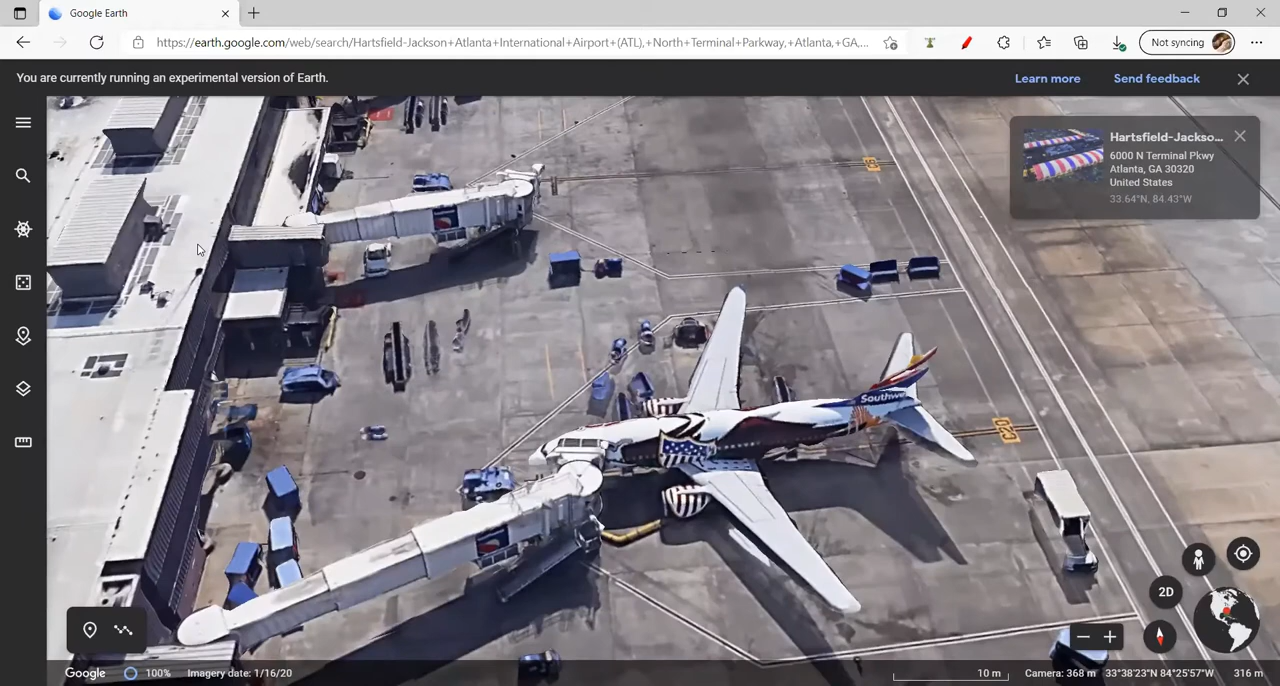 Google Earth
https://earth.google.com/web/search/Hartsfield-Jackson+Atlanta+International+Airport+(ATL),+North+Terminal+Parkway,+Atlanta,+GA,...
Not syncing
You are currently running an experimental version of Earth.
Learn more
Send feedback
Hartsfield-Jackso...
6000 N Terminal Pkwy
Atlanta, GA 30320
United States
33.64°N, 84.43°W
Southwe
2D
Google
100%
Imagery date: 1/16/20
10 m
Camera: 368 m
33°38'23"N 84°25'57"W
316 m